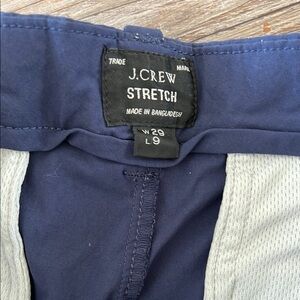 TRADE MARK
J.CREW
STRETCH
MADE IN BANGLADESH
W 29
L 9